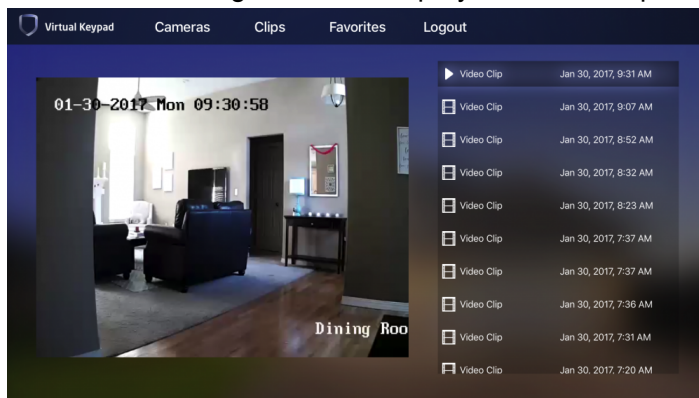 Virtual Keypad Cameras Clips Favorites Logout
01-30-2017 Mon 09:30:58
Dining Roo
Video Clip Jan 30, 2017, 9:31 AM
Video Clip Jan 30, 2017, 9:07 AM
Video Clip Jan 30, 2017, 8:52 AM
Video Clip Jan 30, 2017, 8:32 AM
Video Clip Jan 30, 2017, 8:23 AM
Video Clip Jan 30, 2017, 7:37 AM
Video Clip Jan 30, 2017, 7:37 AM
Video Clip Jan 30, 2017, 7:36 AM
Video Clip Jan 30, 2017, 7:31 AM
Video Clip Jan 30, 2017, 7:20 AM